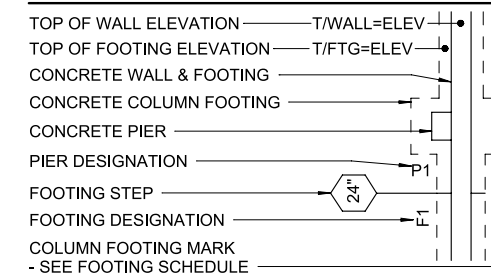 TOP OF WALL ELEVATION T/WALL=ELEV
TOP OF FOOTING ELEVATION T/FTG=ELEV
CONCRETE WALL & FOOTING
CONCRETE COLUMN FOOTING
CONCRETE PIER
PIER DESIGNATION P1
FOOTING STEP 24"
FOOTING DESIGNATION F1
COLUMN FOOTING MARK
- SEE FOOTING SCHEDULE